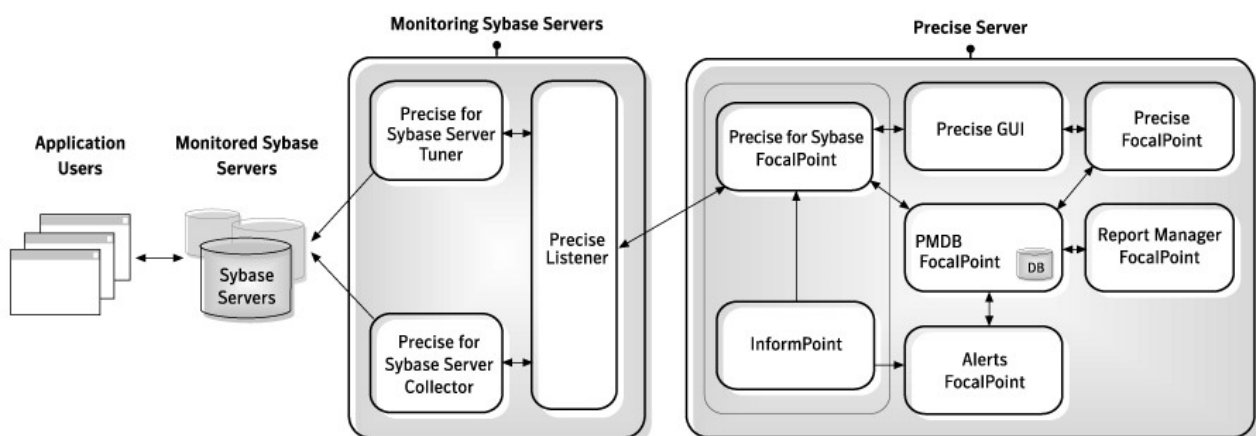 Monitoring Sybase Servers
Precise Server
Application
Users
Monitored Sybase
Servers
Sybase
Servers
Precise for
Sybase Server
Tuner
Precise for
Sybase Server
Collector
Precise
Listener
Precise for Sybase
FocalPoint
Precise GUI
Precise
FocalPoint
PMDB
FocalPoint
DB
Report Manager
FocalPoint
InformPoint
Alerts
FocalPoint